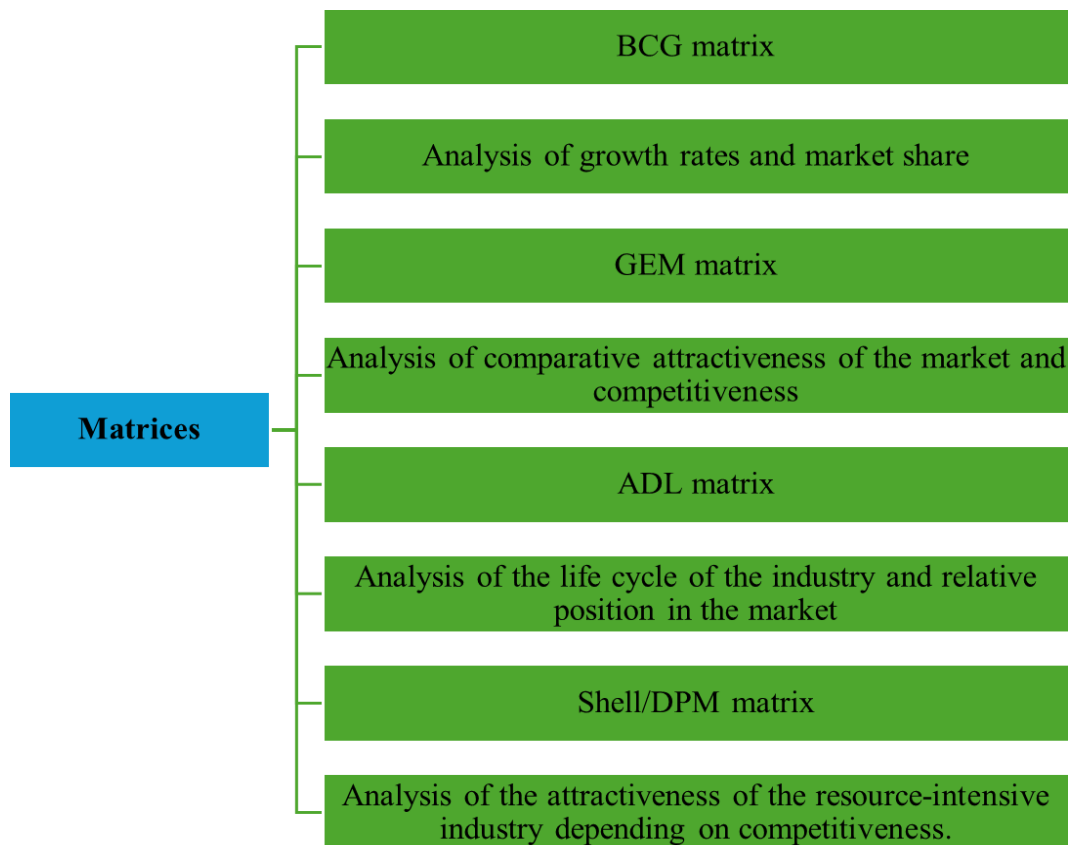 BCG matrix
Analysis of growth rates and market share
GEM matrix
Analysis of comparative attractiveness of the market and
competitiveness
Matrices
ADL matrix
Analysis of the life cycle of the industry and relative
position in the market
Shell/DPM matrix
Analysis of the attractiveness of the resource-intensive
industry depending on competitiveness.